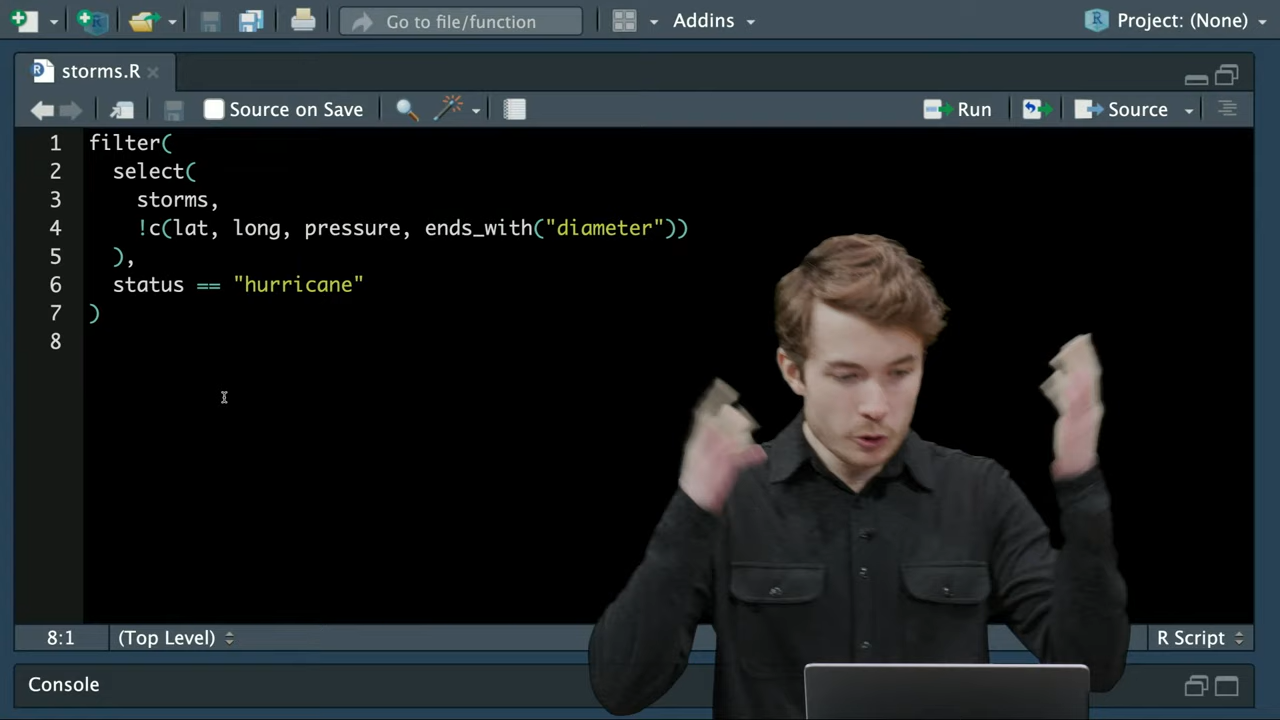 Go to file/function
Addins
Project: (None)
storms.R
Source on Save
Run
Source
1 filter(
2   select(
3     storms,
4     !c(lat, long, pressure, ends_with("diameter"))
5   ),
6   status == "hurricane"
7 )
8
8:1
(Top Level)
R Script
Console